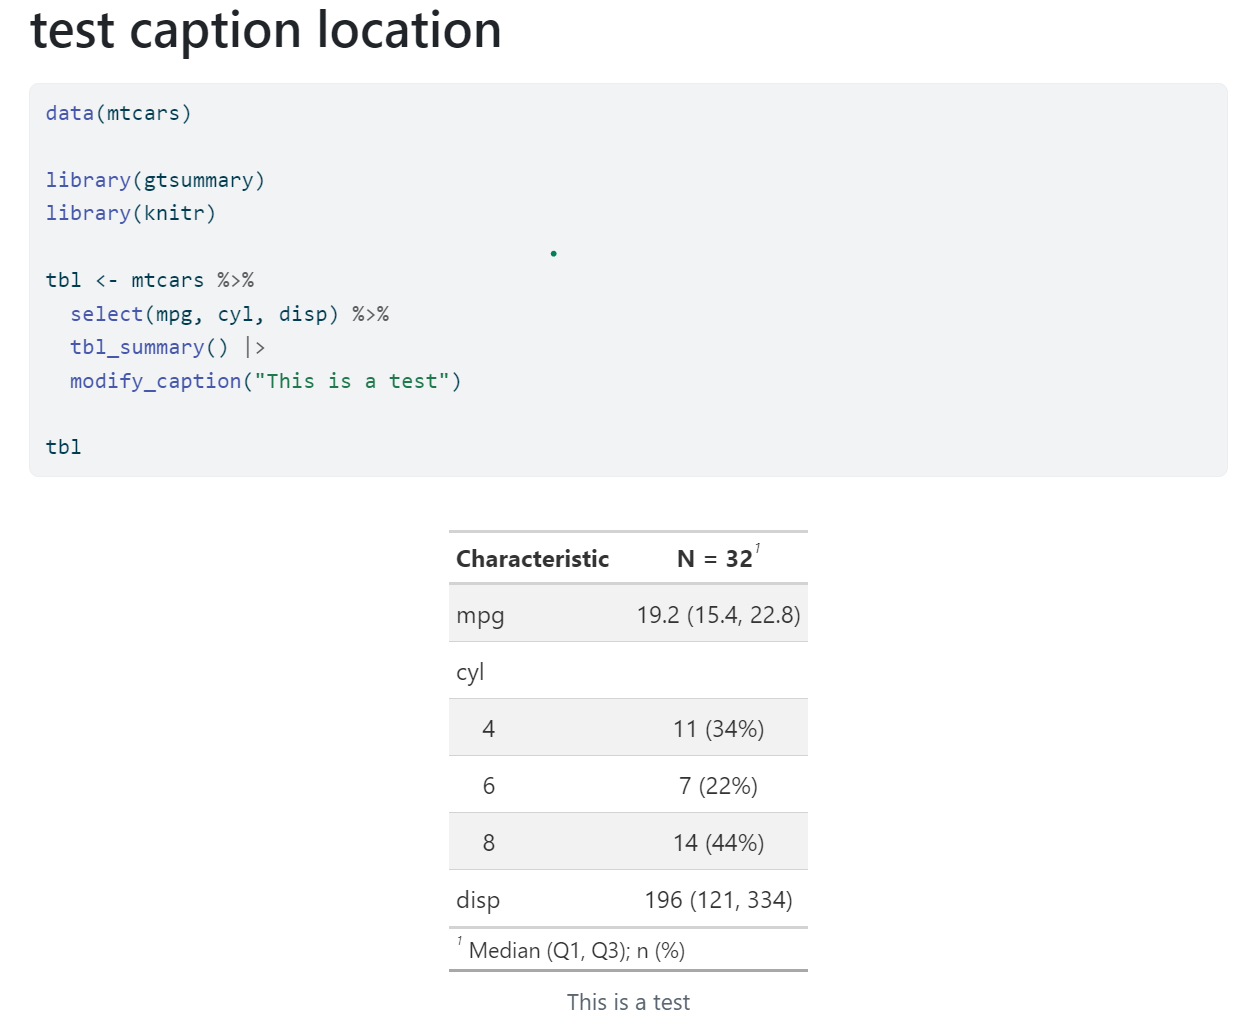 test caption location
data(mtcars)
library(gtsummary)
library(knitr)
tbl <- mtcars %>%
  select(mpg, cyl, disp) %>%
  tbl_summary() |>
  modify_caption("This is a test")
tbl
Characteristic N = 32¹
mpg 19.2 (15.4, 22.8)
cyl
4 11 (34%)
6 7 (22%)
8 14 (44%)
disp 196 (121, 334)
¹ Median (Q1, Q3); n (%)
This is a test